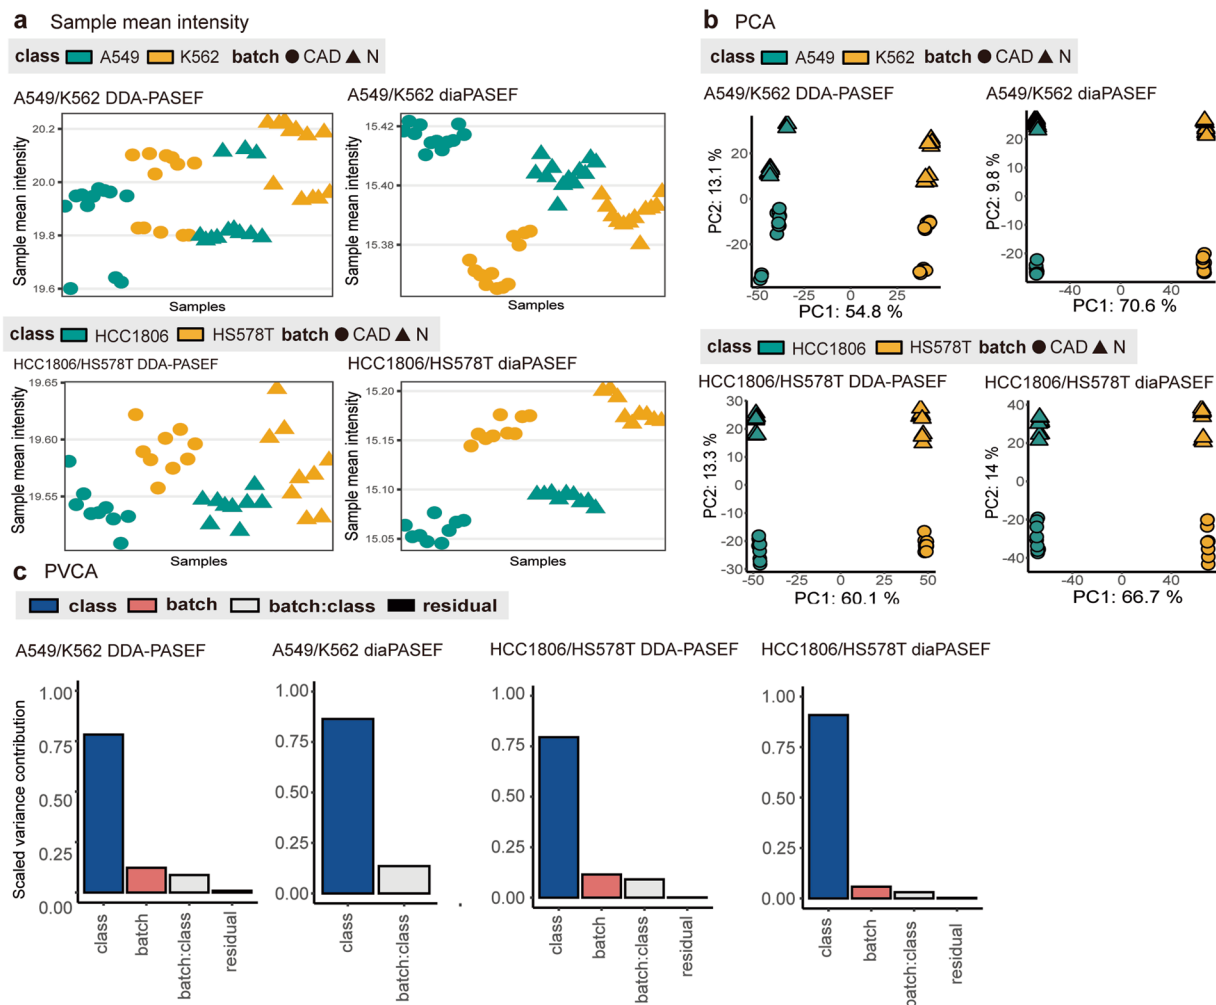 a Sample mean intensity
class A549 K562 batch CAD N
A549/K562 DDA-PASEF
Sample mean intensity
20.2
20.0
19.8
19.6
Samples
A549/K562 diaPASEF
Sample mean intensity
15.42
15.40
15.38
Samples
class HCC1806 HS578T batch CAD N
HCC1806/HS578T DDA-PASEF
Sample mean intensity
19.65
19.60
19.55
Samples
HCC1806/HS578T diaPASEF
Sample mean intensity
15.20
15.15
15.10
15.05
Samples
b PCA
class A549 K562 batch CAD N
A549/K562 DDA-PASEF
PC2: 13.1 %
20
0
-20
-50 -25 0 25
PC1: 54.8 %
A549/K562 diaPASEF
PC2: 9.8 %
20
10
0
-10
-20
-40 0 40
PC1: 70.6 %
class HCC1806 HS578T batch CAD N
HCC1806/HS578T DDA-PASEF
PC2: 13.3 %
30
20
10
0
-10
-20
-30
-50 -25 0 25 50
PC1: 60.1 %
HCC1806/HS578T diaPASEF
PC2: 14 %
40
20
0
-20
-40
-40 0 40
PC1: 66.7 %
c PVCA
class batch batch:class residual
A549/K562 DDA-PASEF
Scaled variance contribution
1.00
0.75
0.50
0.25
0.00
class
batch
batch:class
residual
A549/K562 diaPASEF
1.00
0.75
0.50
0.25
0.00
class
batch:class
HCC1806/HS578T DDA-PASEF
1.00
0.75
0.50
0.25
0.00
class
batch
batch:class
residual
HCC1806/HS578T diaPASEF
1.00
0.75
0.50
0.25
0.00
class
batch
batch:class
residual